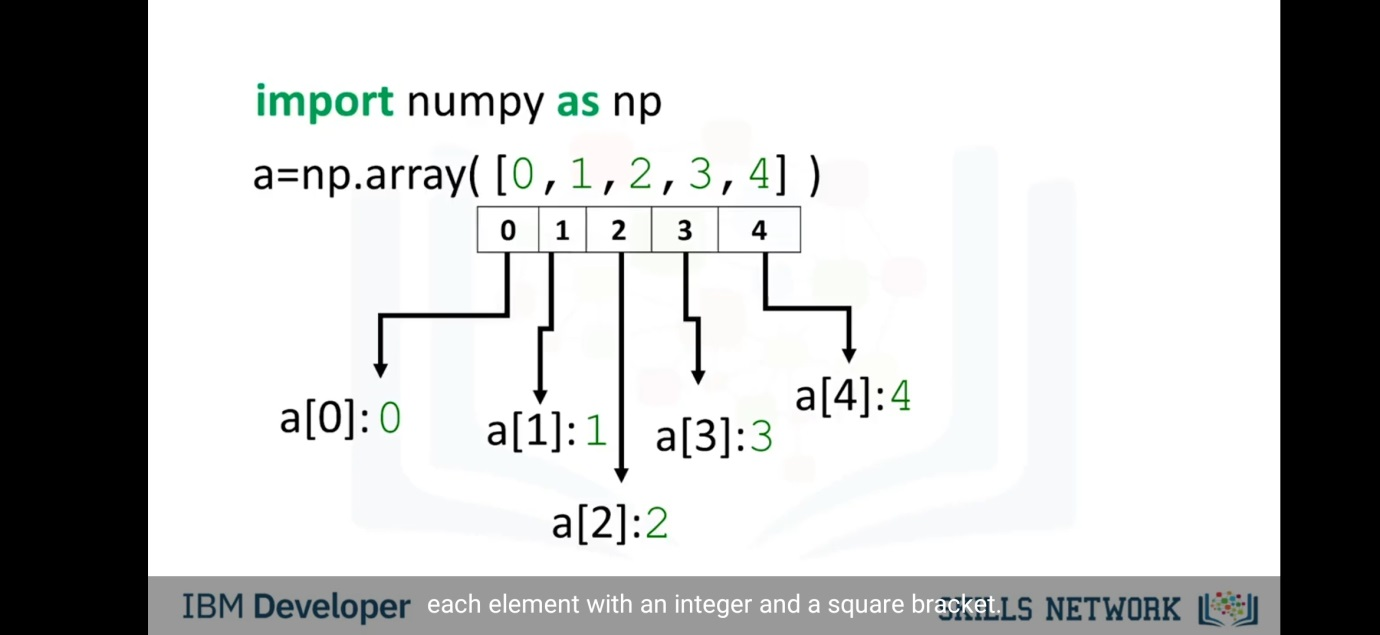 import numpy as np
a=np.array( [0, 1, 2, 3, 4] )
0 1 2 3 4
a[0]: 0
a[1]: 1
a[3]:3
a[4]:4
a[2]:2
IBM Developer
each element with an integer and a square bracket.
SKILLS NETWORK